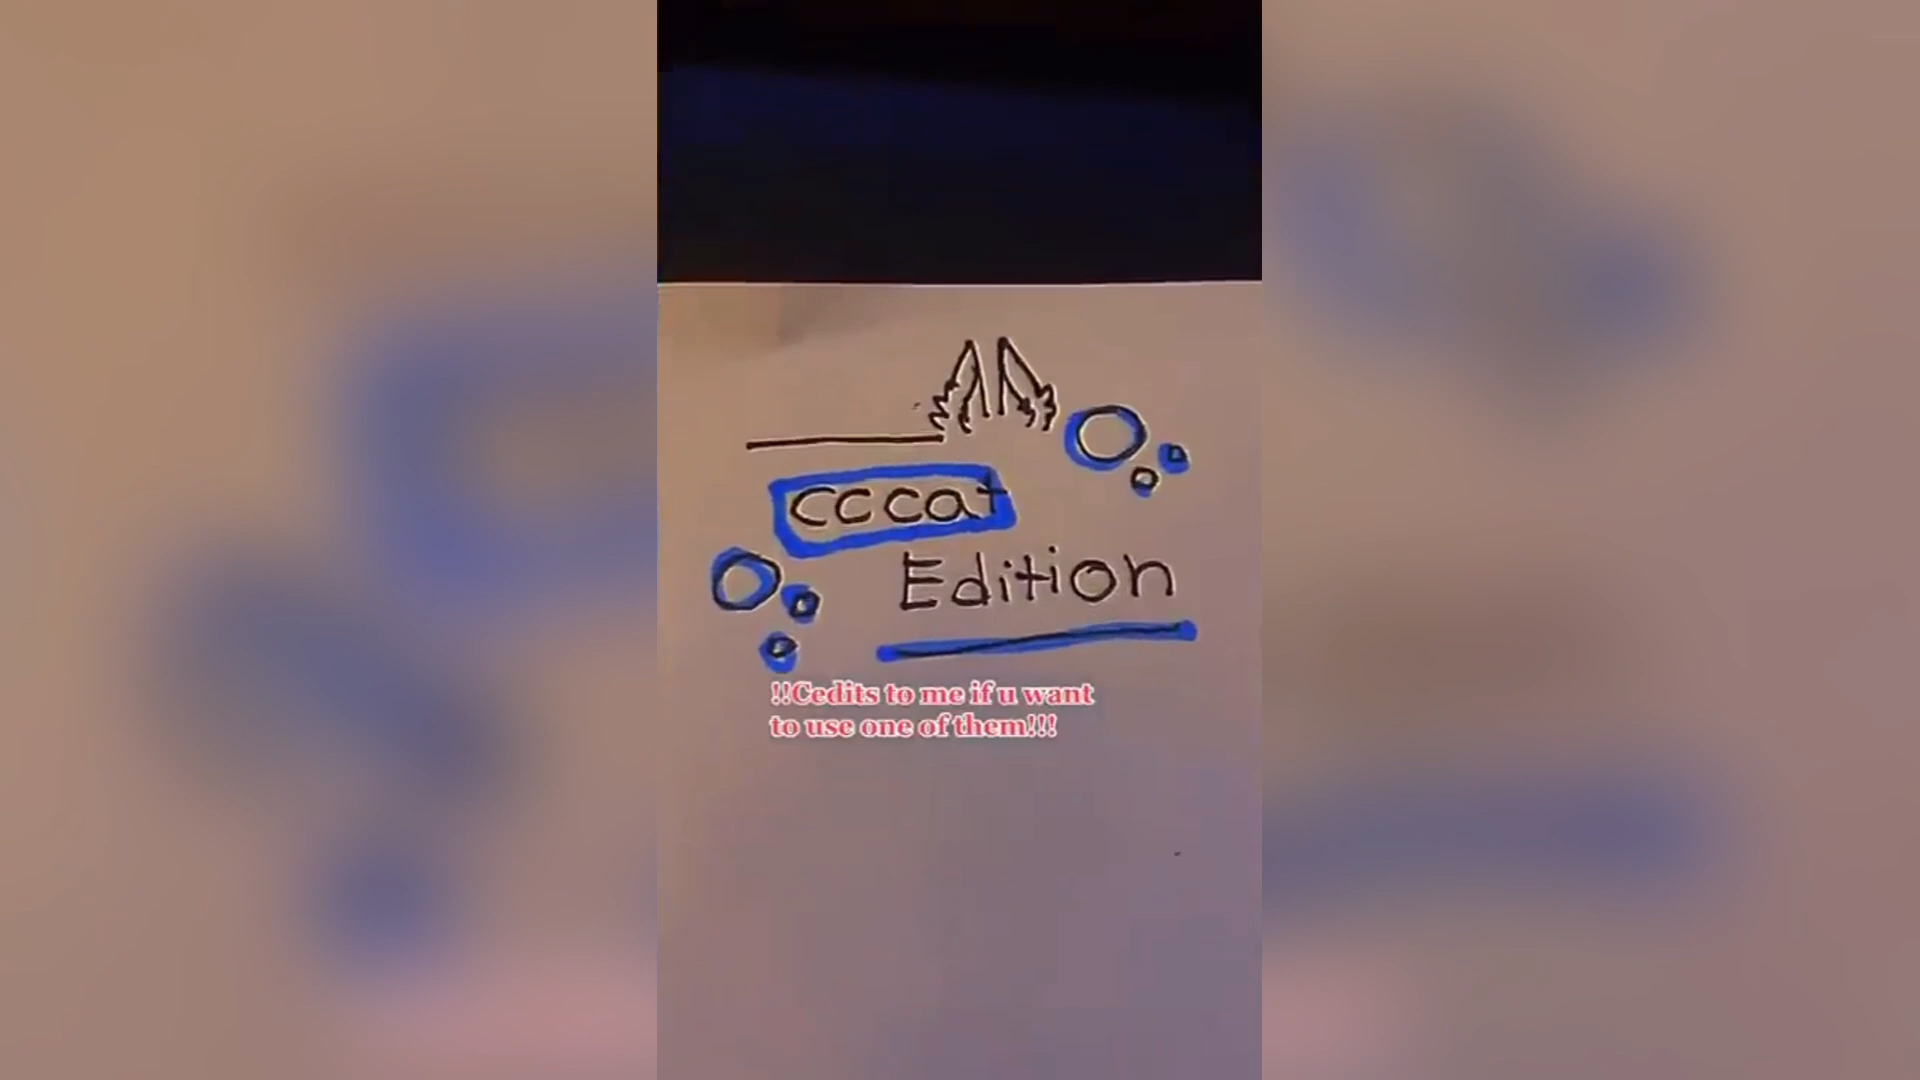 cccat
Edition
!!Cedits to me if u want
to use one of them!!!